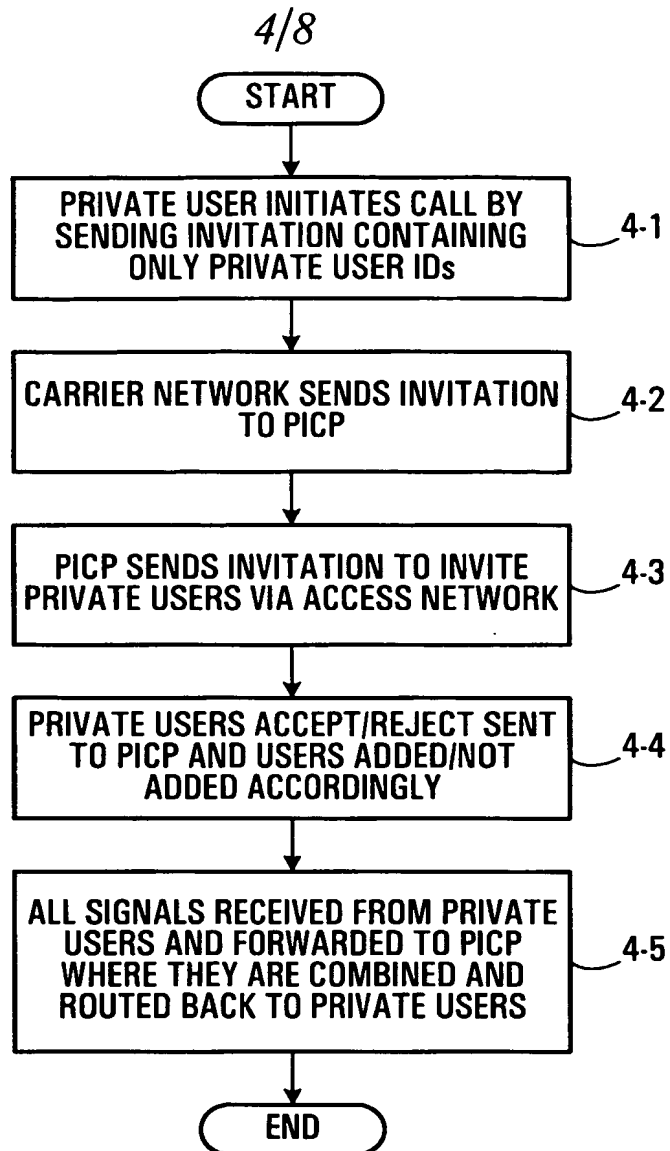 4/8
START
PRIVATE USER INITIATES CALL BY
SENDING INVITATION CONTAINING
ONLY PRIVATE USER IDs
4-1
CARRIER NETWORK SENDS INVITATION
TO PICP
4-2
PICP SENDS INVITATION TO INVITE
PRIVATE USERS VIA ACCESS NETWORK
4-3
PRIVATE USERS ACCEPT/REJECT SENT
TO PICP AND USERS ADDED/NOT
ADDED ACCORDINGLY
4-4
ALL SIGNALS RECEIVED FROM PRIVATE
USERS AND FORWARDED TO PICP
WHERE THEY ARE COMBINED AND
ROUTED BACK TO PRIVATE USERS
4-5
END